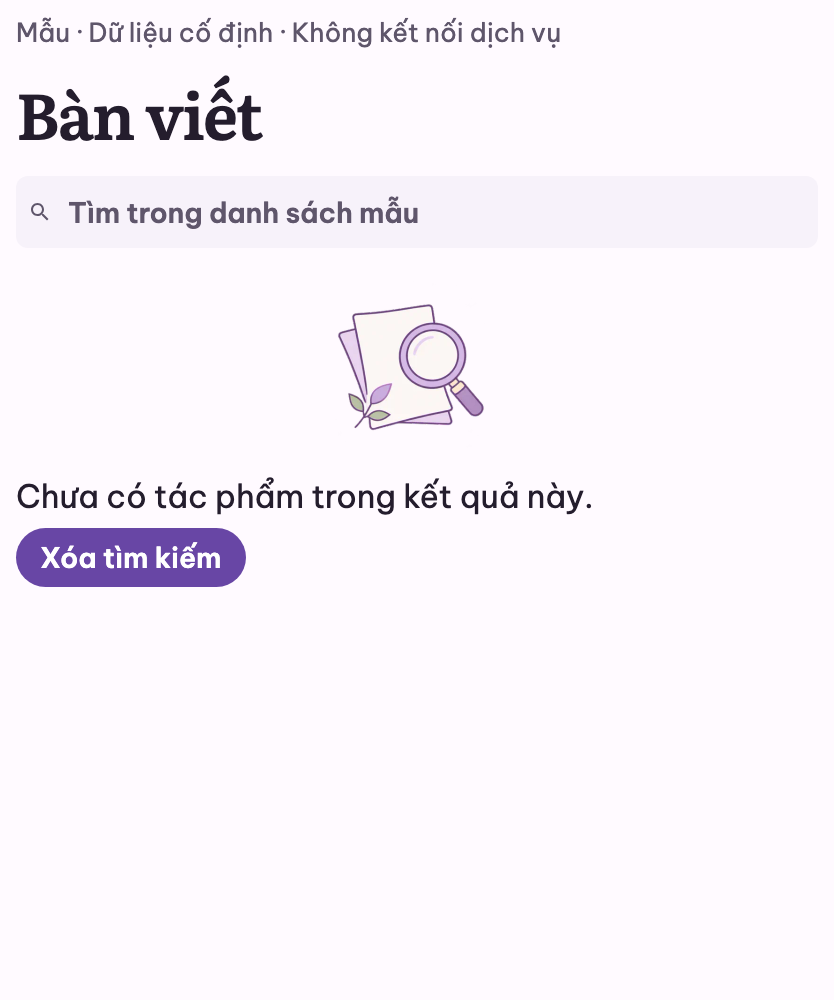 Mẫu · Dữ liệu cố định · Không kết nối dịch vụ
Bàn viết
Tìm trong danh sách mẫu
Chưa có tác phẩm trong kết quả này.
Xóa tìm kiếm